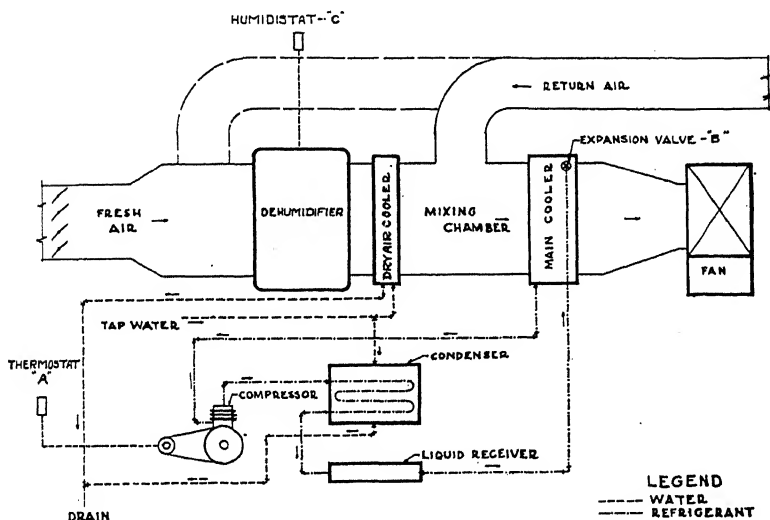 HUMIDISTAT-"C"
RETURN AIR
EXPANSION VALVE-"B"
FRESH
AIR
DEHUMIDIFIER
DRY AIR COOLER
MIXING
CHAMBER
MAIN COOLER
FAN
TAP WATER
THERMOSTAT
"A"
COMPRESSOR
CONDENSER
LIQUID RECEIVER
DRAIN
LEGEND
WATER
REFRIGERANT